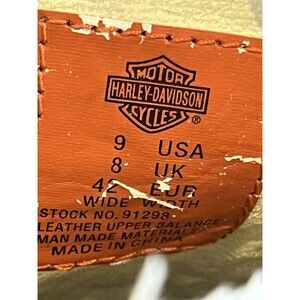 MOTOR
HARLEY-DAVIDSON
CYCLES ®
9 USA
8 UK
42 EUR
WIDE WIDTH
STOCK NO. 91298
LEATHER UPPER BALANCE
MAN MADE MATERIALS
MADE IN CHINA